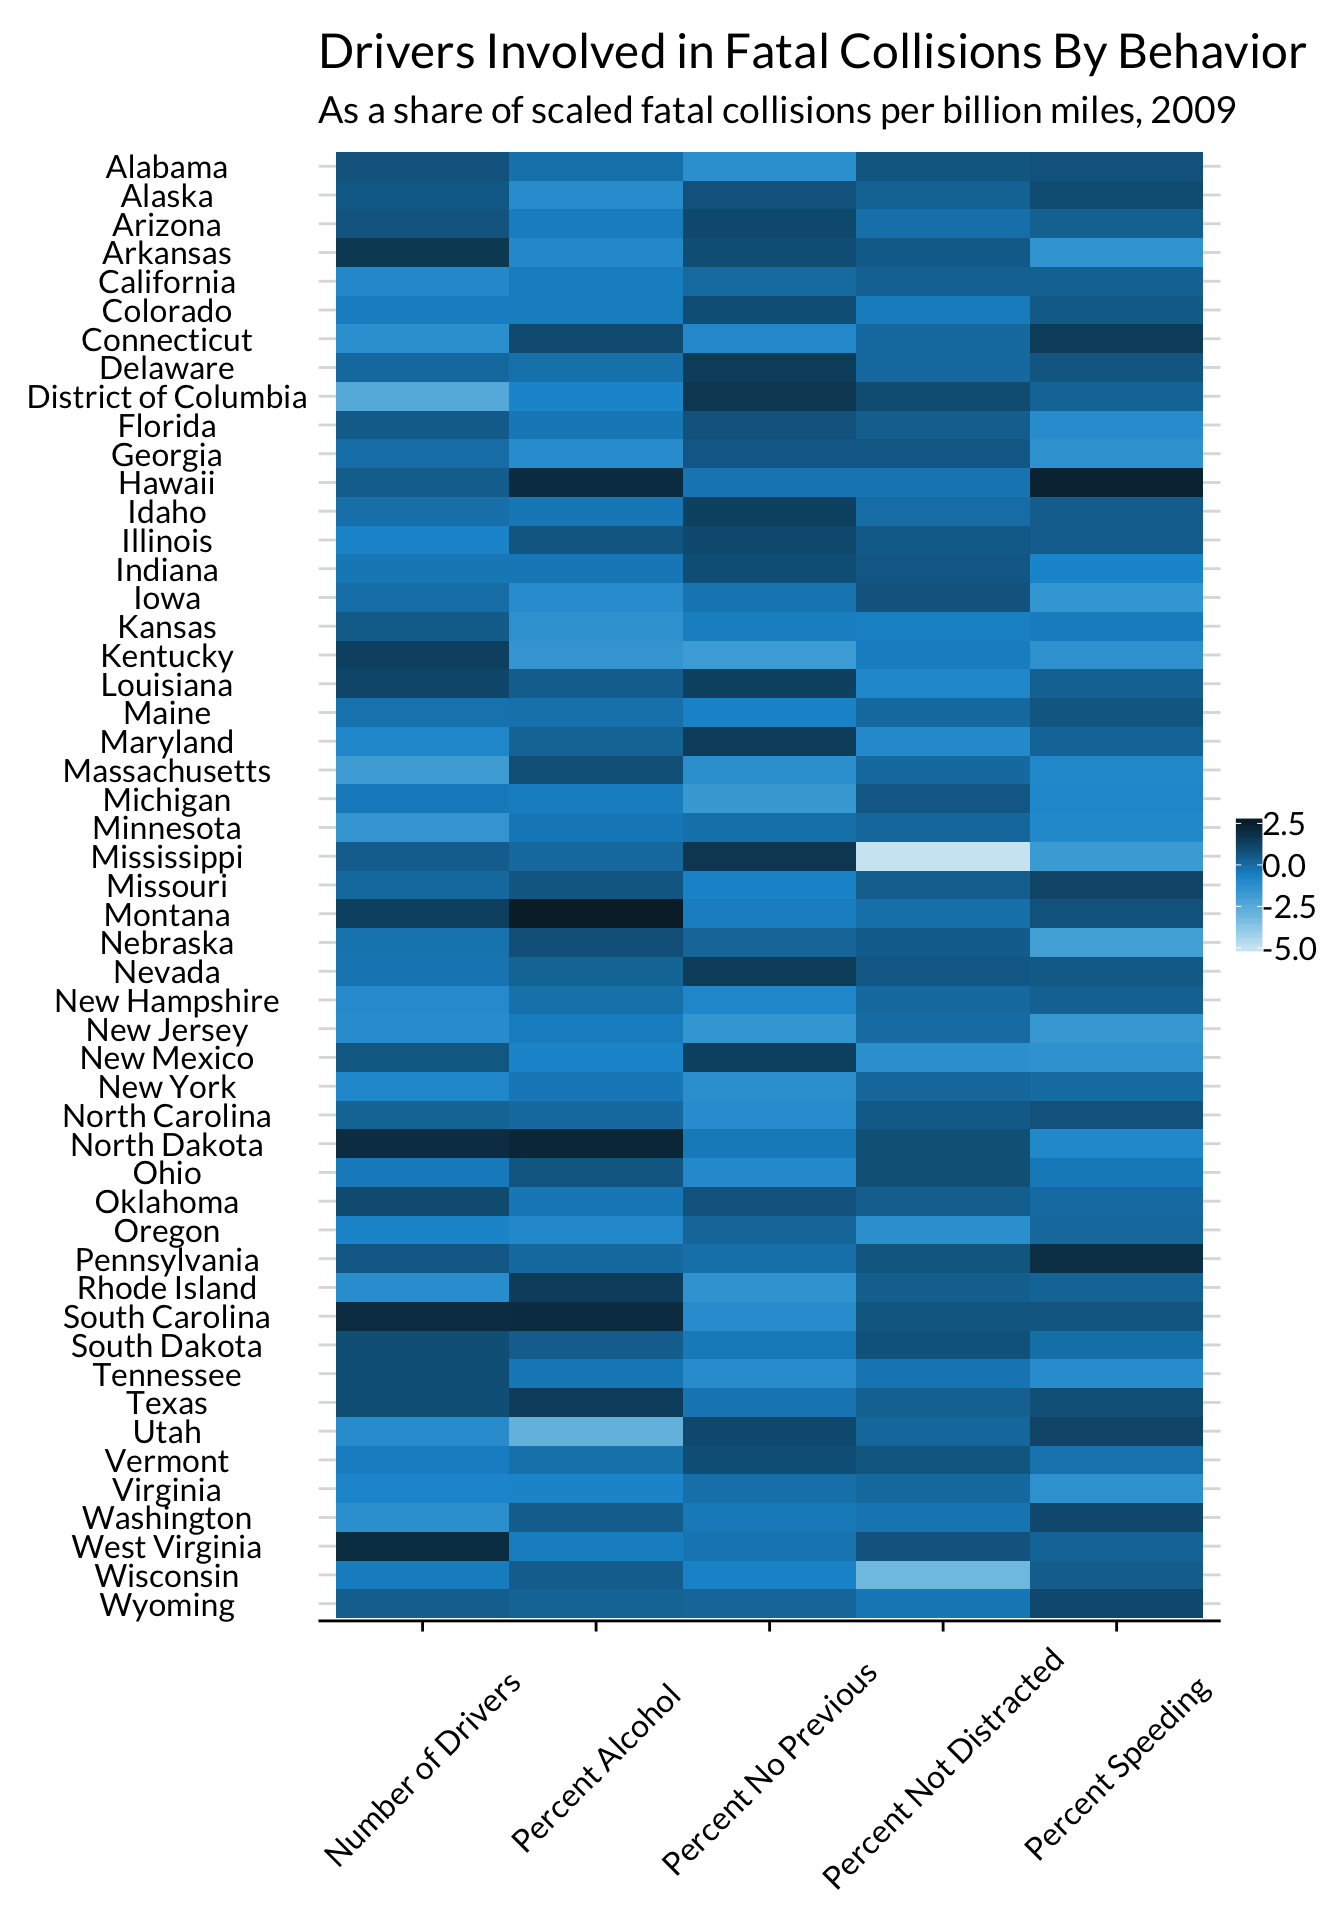 Drivers Involved in Fatal Collisions By Behavior
As a share of scaled fatal collisions per billion miles, 2009
Alabama
Alaska
Arizona
Arkansas
California
Colorado
Connecticut
Delaware
District of Columbia
Florida
Georgia
Hawaii
Idaho
Illinois
Indiana
Iowa
Kansas
Kentucky
Louisiana
Maine
Maryland
Massachusetts
Michigan
Minnesota
Mississippi
Missouri
Montana
Nebraska
Nevada
New Hampshire
New Jersey
New Mexico
New York
North Carolina
North Dakota
Ohio
Oklahoma
Oregon
Pennsylvania
Rhode Island
South Carolina
South Dakota
Tennessee
Texas
Utah
Vermont
Virginia
Washington
West Virginia
Wisconsin
Wyoming
2.5
0.0
-2.5
-5.0
Number of Drivers
Percent Alcohol
Percent No Previous
Percent Not Distracted
Percent Speeding